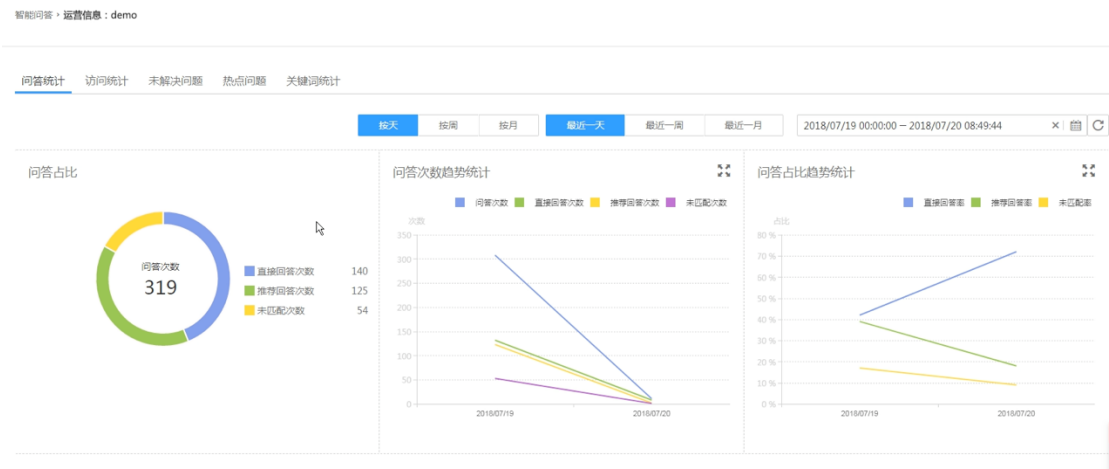 智能问答 › 运营信息：demo
问答统计 访问统计 未解决问题 热点问题 关键词统计
按天 按周 按月 最近一天 最近一周 最近一月 2018/07/19 00:00:00 — 2018/07/20 08:49:44
问答占比
问答次数
319
直接回答次数 140
推荐回答次数 125
未匹配次数 54
问答次数趋势统计
问答次数 直接回答次数 推荐回答次数 未匹配次数
次数
350
300
250
200
150
100
50
0
2018/07/19 2018/07/20
问答占比趋势统计
直接回答率 推荐回答率 未匹配率
占比
80 %
70 %
60 %
50 %
40 %
30 %
20 %
10 %
0 %
2018/07/19 2018/07/20